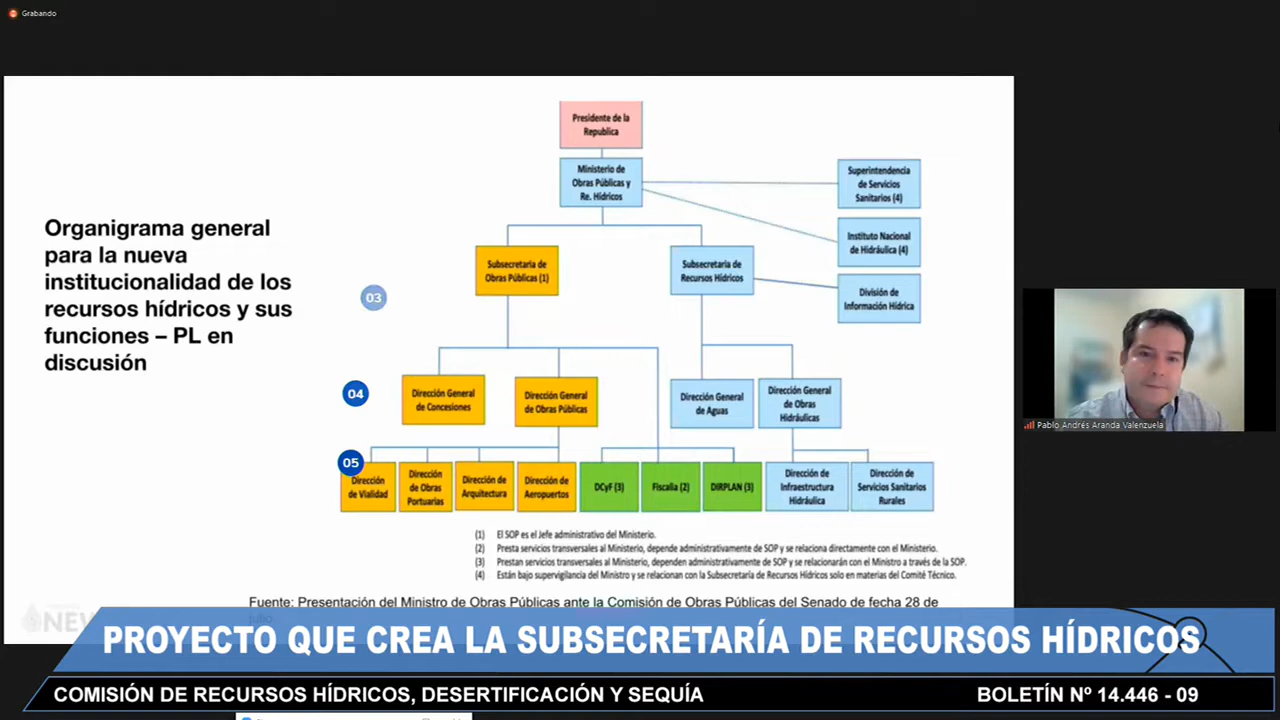 Grabando
Organigrama general
para la nueva
institucionalidad de los
recursos hídricos y sus
funciones – PL en
discusión
Presidente de la
Republica
Ministerio de
Obras Públicas y
Re. Hídricos
Superintendencia
de Servicios
Sanitarios (4)
Instituto Nacional
de Hidráulica (4)
Subsecretaria de
Obras Públicas (1)
Subsecretaria de
Recursos Hídricos
División de
Información Hídrica
03
04
Dirección General
de Concesiones
Dirección General
de Obras Públicas
Dirección General
de Aguas
Dirección General
de Obras
Hidráulicas
05
Dirección
de Vialidad
Dirección
de Obras
Portuarias
Dirección de
Arquitectura
Dirección de
Aeropuertos
DCyF (3)
Fiscalia (2)
DIRPLAN (3)
Dirección de
Infraestructura
Hidráulica
Dirección de
Servicios Sanitarios
Rurales
(1) El SOP es el Jefe administrativo del Ministerio.
(2) Presta servicios transversales al Ministerio, depende administrativamente de SOP y se relaciona directamente con el Ministerio.
(3) Prestan servicios transversales al Ministerio, dependen administrativamente de SOP y se relacionarán con el Ministro a través de la SOP.
(4) Están bajo supervigilancia del Ministro y se relacionan con la Subsecretaría de Recursos Hídricos solo en materias del Comité Técnico.
Fuente: Presentación del Ministro de Obras Públicas ante la Comisión de Obras Públicas del Senado de fecha 28 de
Pablo Andrés Aranda Valenzuela
PROYECTO QUE CREA LA SUBSECRETARÍA DE RECURSOS HÍDRICOS
COMISIÓN DE RECURSOS HÍDRICOS, DESERTIFICACIÓN Y SEQUÍA
BOLETÍN Nº 14.446 - 09